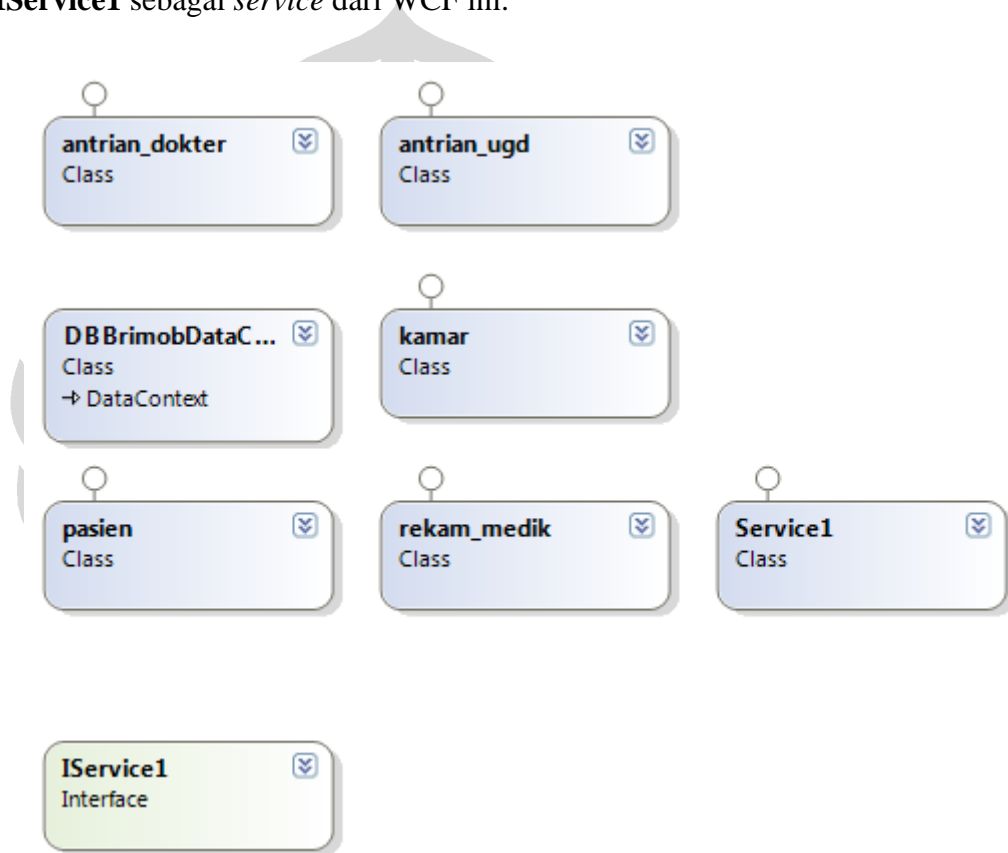 IService1 sebagai service dari WCF ini.
antrian_dokter
Class
antrian_ugd
Class
DBBrimobDataC...
Class
DataContext
kamar
Class
pasien
Class
rekam_medik
Class
Service1
Class
IService1
Interface